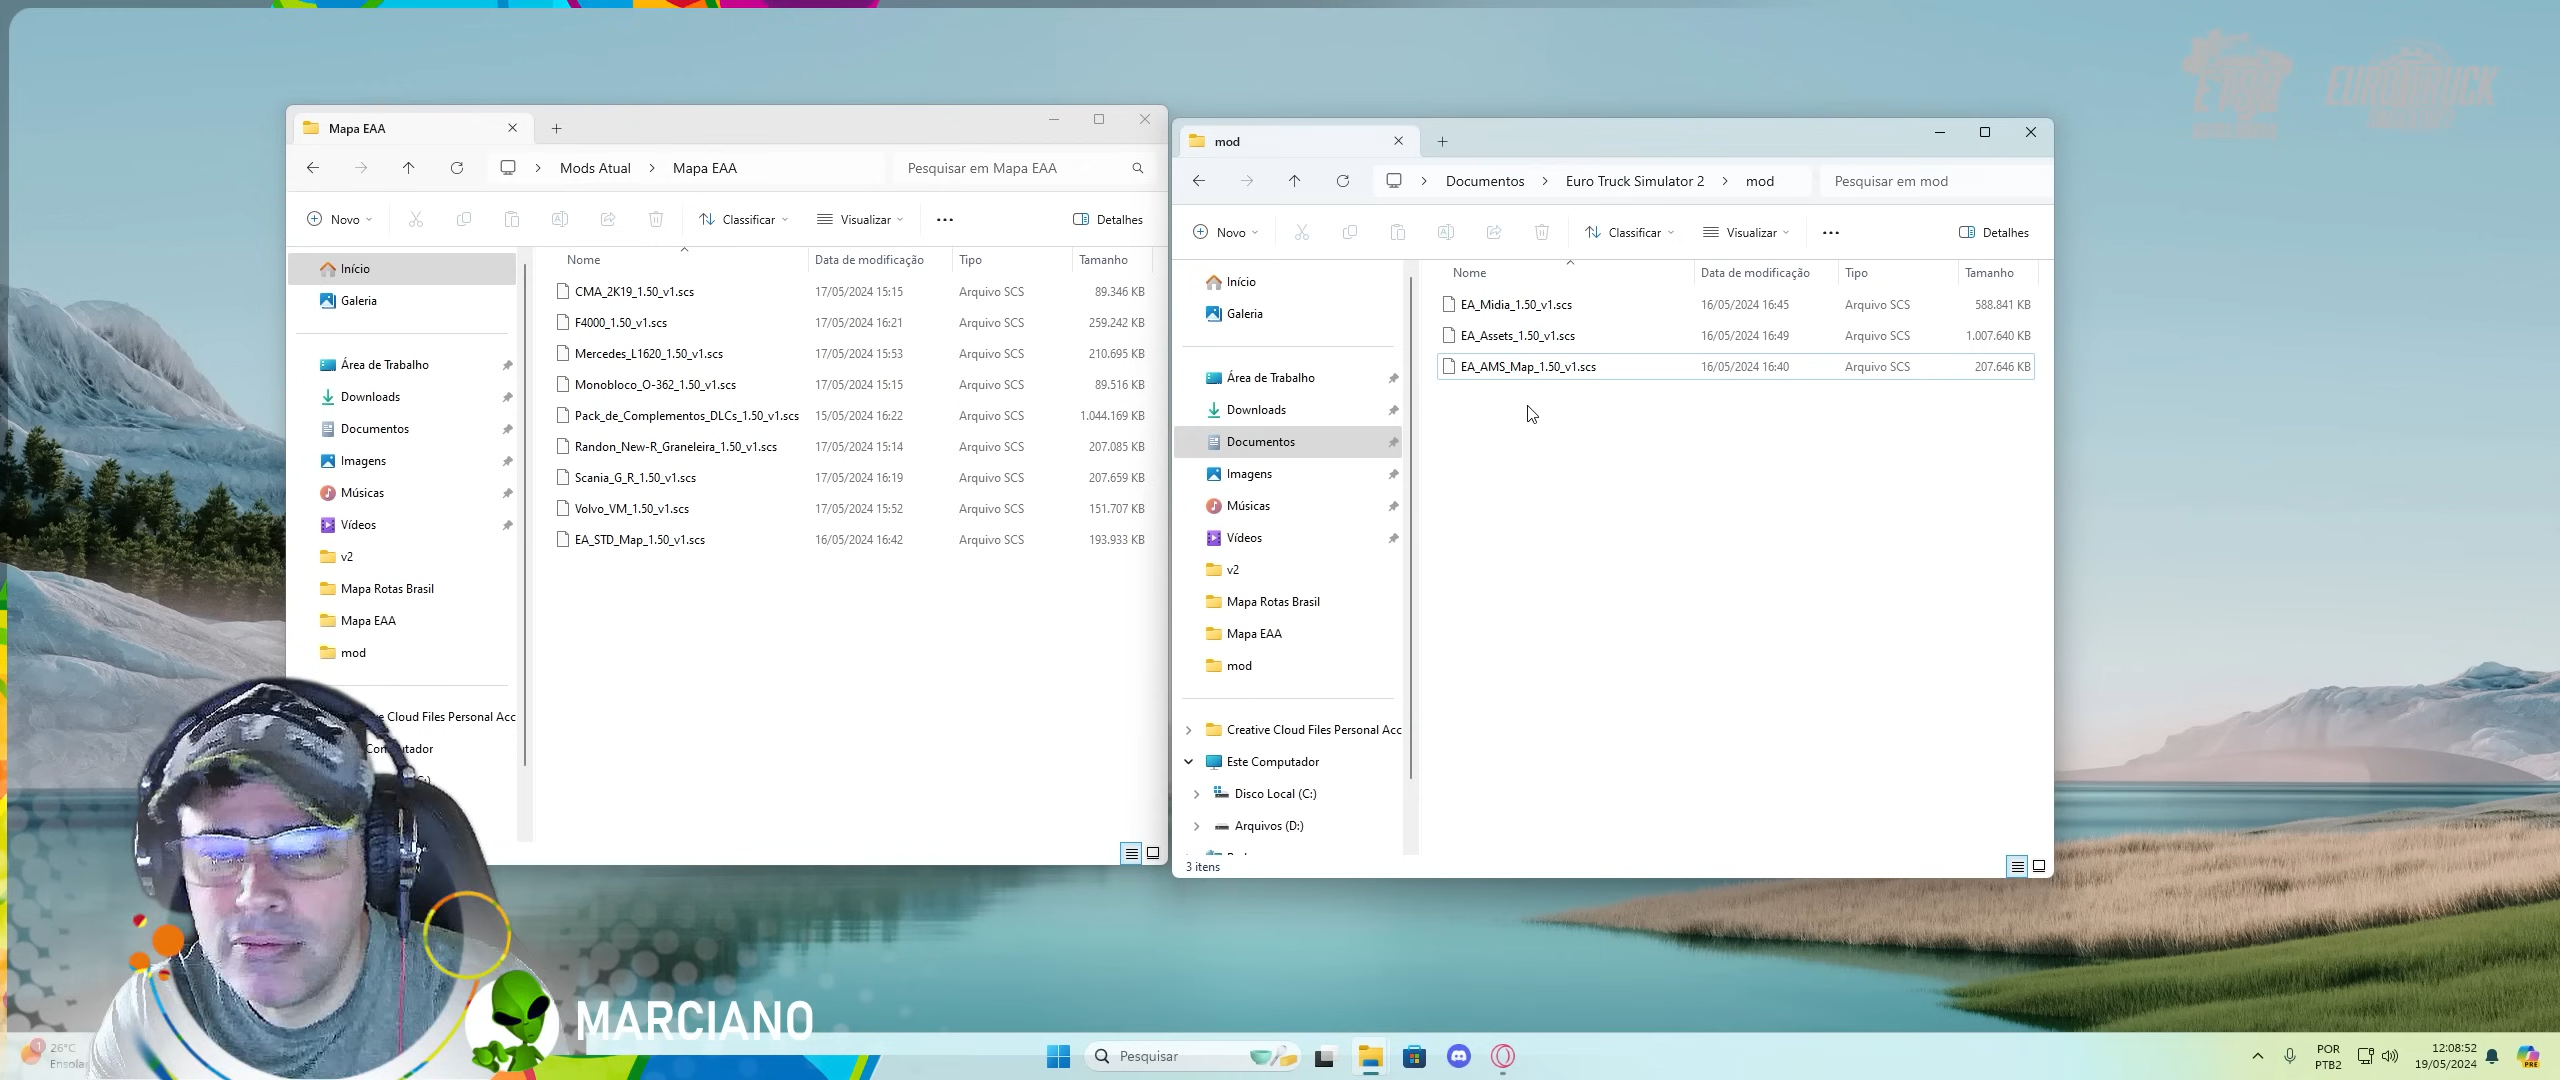 Mapa EAA
Mods Atual > Mapa EAA
Pesquisar em Mapa EAA
Novo
Classificar
Visualizar
Detalhes
Início
Galeria
Área de Trabalho
Downloads
Documentos
Imagens
Músicas
Vídeos
v2
Mapa Rotas Brasil
Mapa EAA
mod
Cloud Files Personal Acc
Nome Data de modificação Tipo Tamanho
CMA_2K19_1.50_v1.scs 17/05/2024 15:15 Arquivo SCS 89.346 KB
F4000_1.50_v1.scs 17/05/2024 16:21 Arquivo SCS 259.242 KB
Mercedes_L1620_1.50_v1.scs 17/05/2024 15:53 Arquivo SCS 210.695 KB
Monobloco_O-362_1.50_v1.scs 17/05/2024 15:15 Arquivo SCS 89.516 KB
Pack_de_Complementos_DLCs_1.50_v1.scs 15/05/2024 16:22 Arquivo SCS 1.044.169 KB
Randon_New-R_Graneleira_1.50_v1.scs 17/05/2024 15:14 Arquivo SCS 207.085 KB
Scania_G_R_1.50_v1.scs 17/05/2024 16:19 Arquivo SCS 207.659 KB
Volvo_VM_1.50_v1.scs 17/05/2024 15:52 Arquivo SCS 151.707 KB
EA_STD_Map_1.50_v1.scs 16/05/2024 16:42 Arquivo SCS 193.933 KB
mod
Documentos > Euro Truck Simulator 2 > mod
Pesquisar em mod
Novo
Classificar
Visualizar
Detalhes
Início
Galeria
Área de Trabalho
Downloads
Documentos
Imagens
Músicas
Vídeos
v2
Mapa Rotas Brasil
Mapa EAA
mod
Creative Cloud Files Personal Acc
Este Computador
Disco Local (C:)
Arquivos (D:)
Nome Data de modificação Tipo Tamanho
EA_Midia_1.50_v1.scs 16/05/2024 16:45 Arquivo SCS 588.841 KB
EA_Assets_1.50_v1.scs 16/05/2024 16:49 Arquivo SCS 1.007.640 KB
EA_AMS_Map_1.50_v1.scs 16/05/2024 16:40 Arquivo SCS 207.646 KB
3 itens
EUROTRUCK
MARCIANO
1
26°C
Pesquisar
POR
PTB2
12:08:52
19/05/2024
PRE